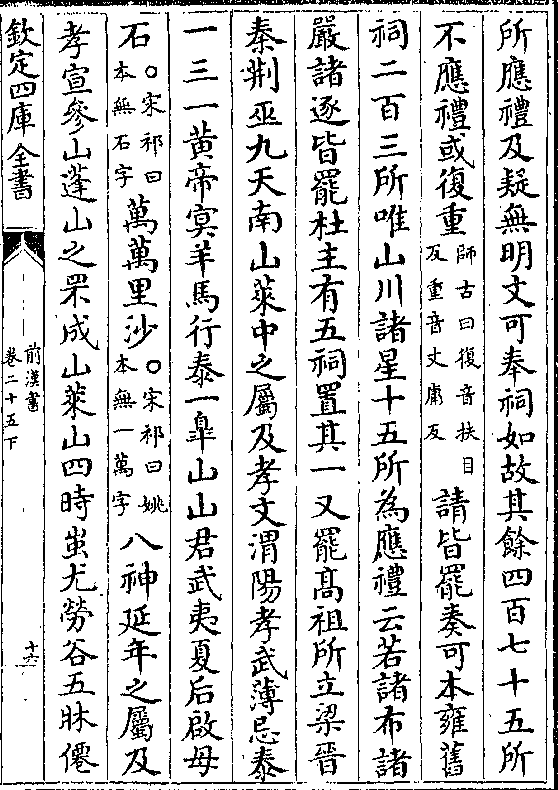 所應禮及疑無明文可奉祠如故其餘四百七十五所
不應禮或復重師古曰復音扶目反重音丈庸反請皆罷奏可本雍舊
祠二百三所唯山川諸星十五所為應禮云若諸布諸
嚴諸逐皆罷杜主有五祠置其一又罷高祖所立梁晉
秦荆巫九天南山萊中之屬及孝文渭陽孝武薄忌泰
一三一黄帝㝠羊馬行泰一臯山山君武夷夏后啟母
石○宋祁曰本無石字萬萬里沙○宋祁曰姚本無一萬字八神延年之屬及
孝宣參山蓬山之罘成山萊山四時蚩尤勞谷五牀僊
欽定四庫全書
前漢書
卷二十五下
十六